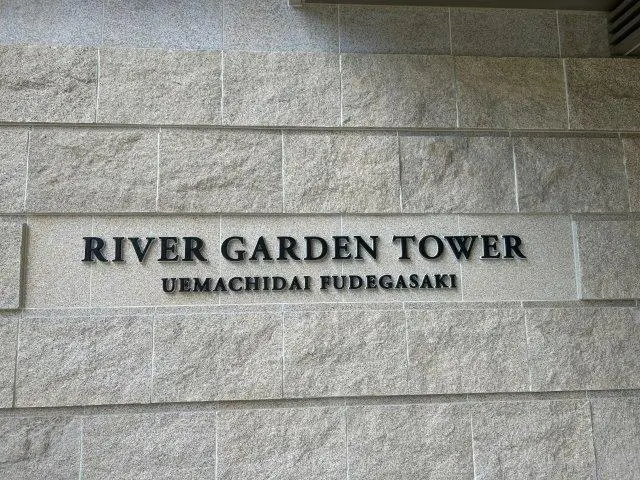 RIVER GARDEN TOWER
UEMACHIDAI FUDEGASAKI